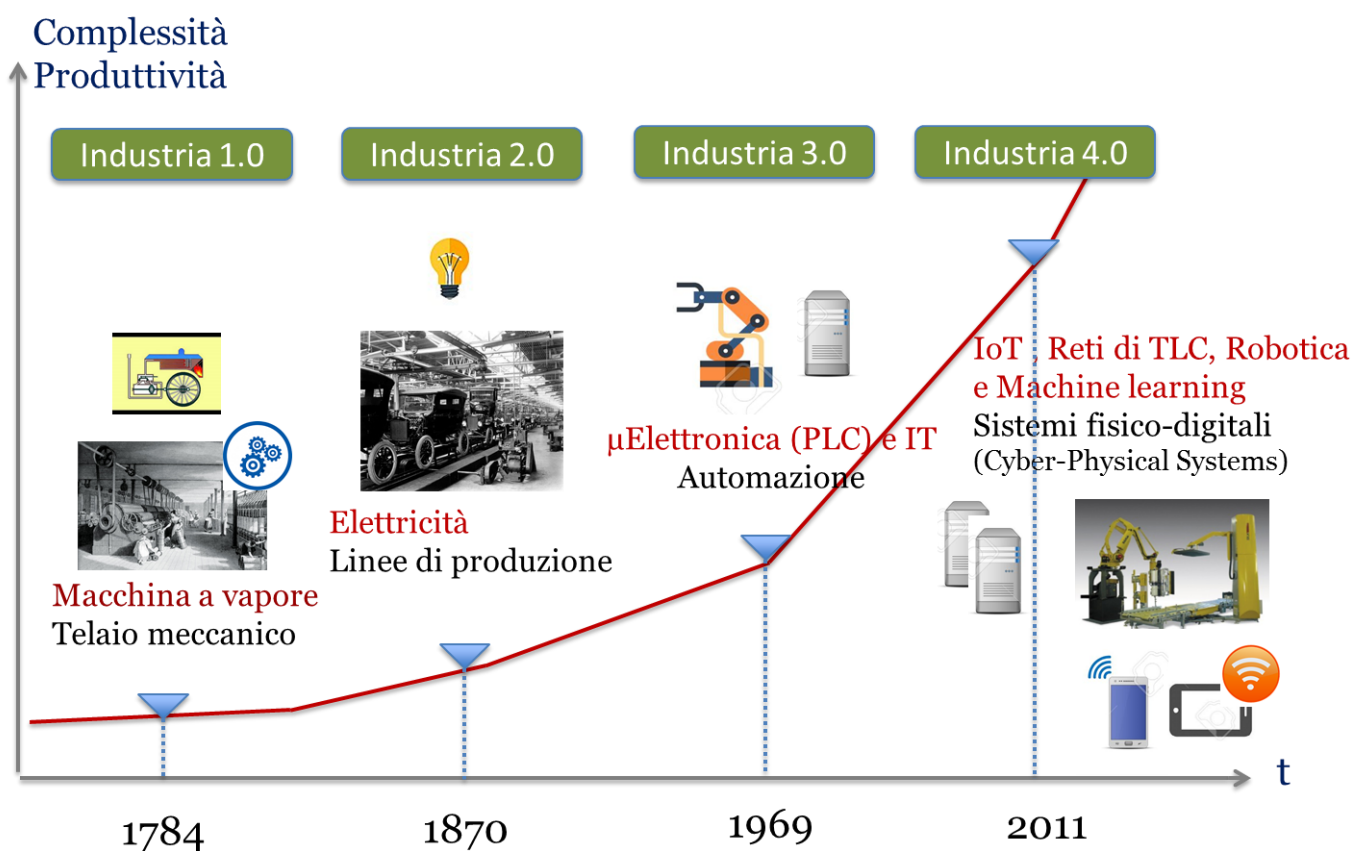 Complessità
Produttività
Industria 1.0
Industria 2.0
Industria 3.0
Industria 4.0
IoT , Reti di TLC, Robotica
e Machine learning
Sistemi fisico-digitali
(Cyber-Physical Systems)
µElettronica (PLC) e IT
Automazione
Elettricità
Linee di produzione
Macchina a vapore
Telaio meccanico
t
1784
1870
1969
2011